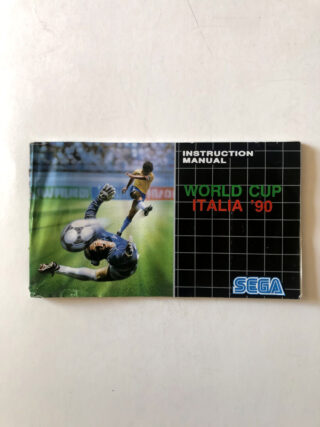 INSTRUCTION
MANUAL
WORLD CUP
ITALIA '90
SEGA